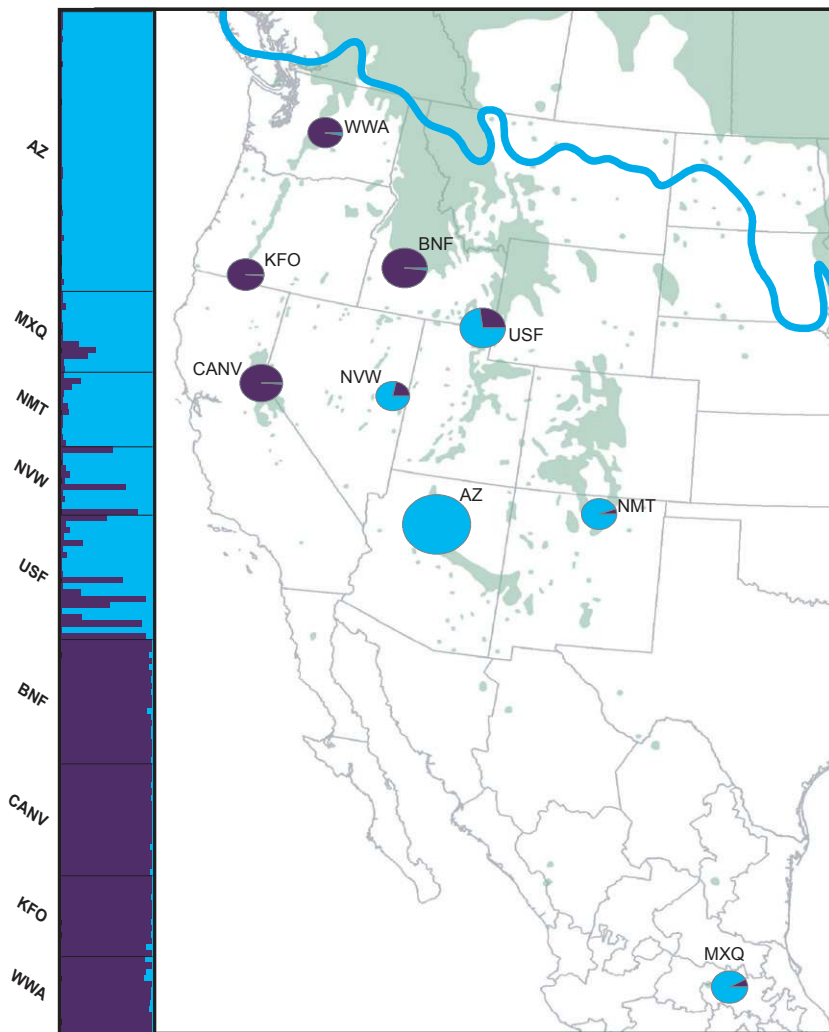 AZ
MXQ
NMT
NVW
USF
BNF
CANV
KFO
WWA
WWA
BNF
KFO
USF
CANV
NVW
AZ
NMT
MXQ